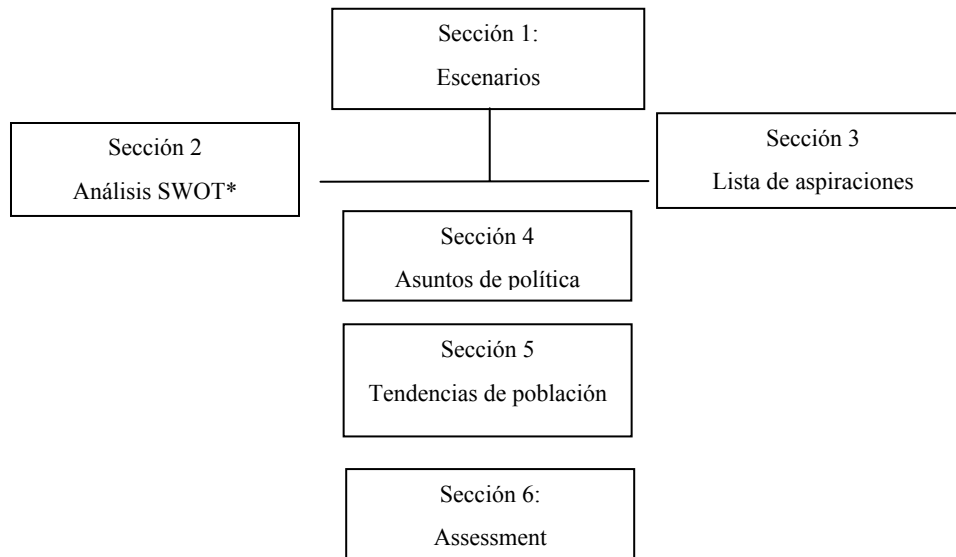 Sección 1:
Escenarios
Sección 2
Análisis SWOT*
Sección 3
Lista de aspiraciones
Sección 4
Asuntos de política
Sección 5
Tendencias de población
Sección 6:
Assessment